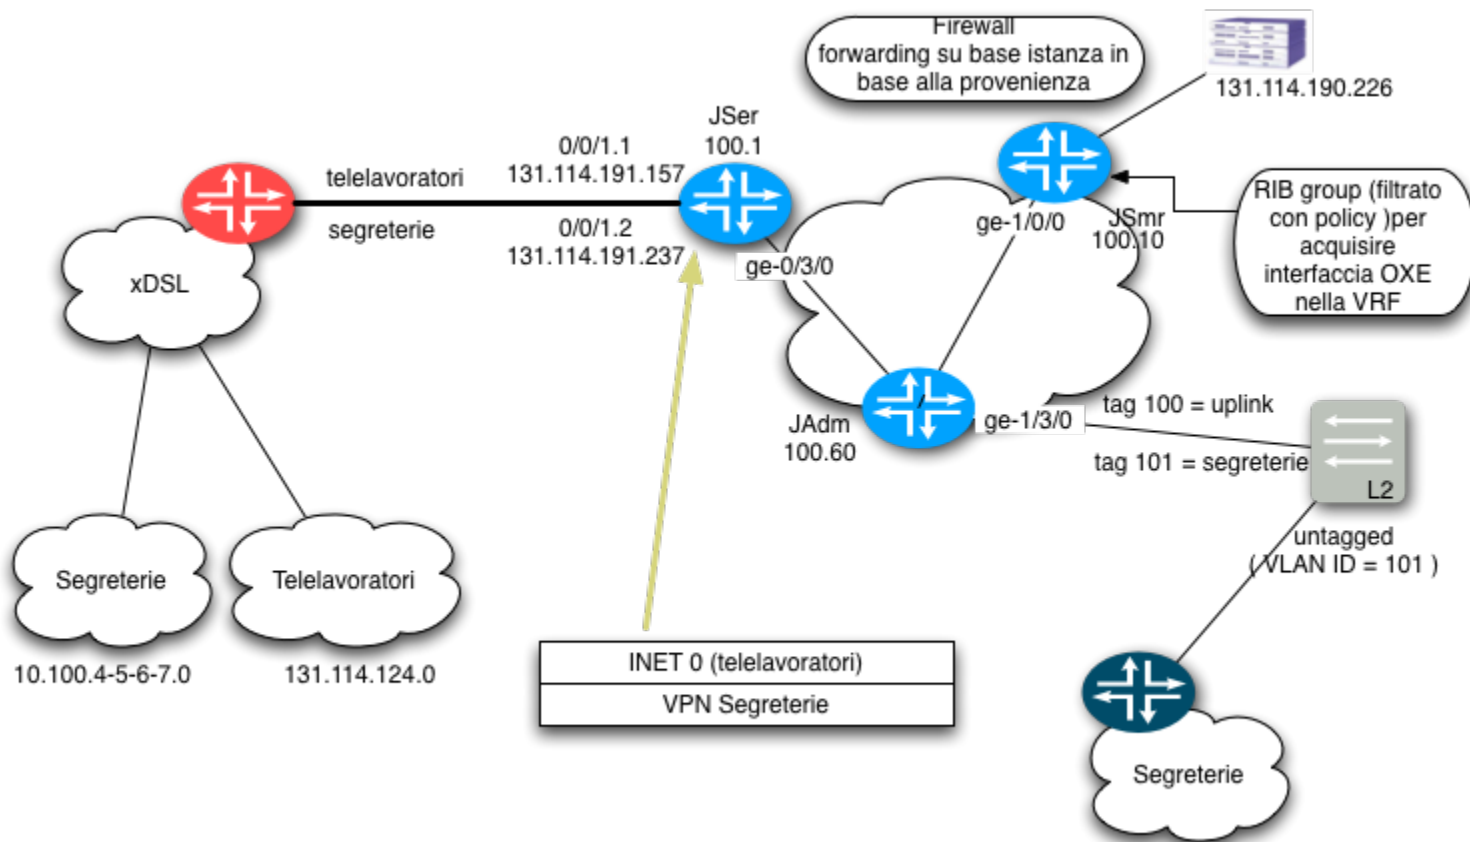 Firewall
forwarding su base istanza in
base alla provenienza
131.114.190.226
JSer
100.1
0/0/1.1
131.114.191.157
telelavoratori
segreterie
0/0/1.2
131.114.191.237
ge-0/3/0
ge-1/0/0
JSmr
100.10
RIB group (filtrato
con policy )per
acquisire
interfaccia OXE
nella VRF
xDSL
JAdm
100.60
ge-1/3/0
tag 100 = uplink
tag 101 = segreterie
L2
untagged
( VLAN ID = 101 )
Segreterie
Telelavoratori
10.100.4-5-6-7.0
131.114.124.0
INET 0 (telelavoratori)
VPN Segreterie
Segreterie